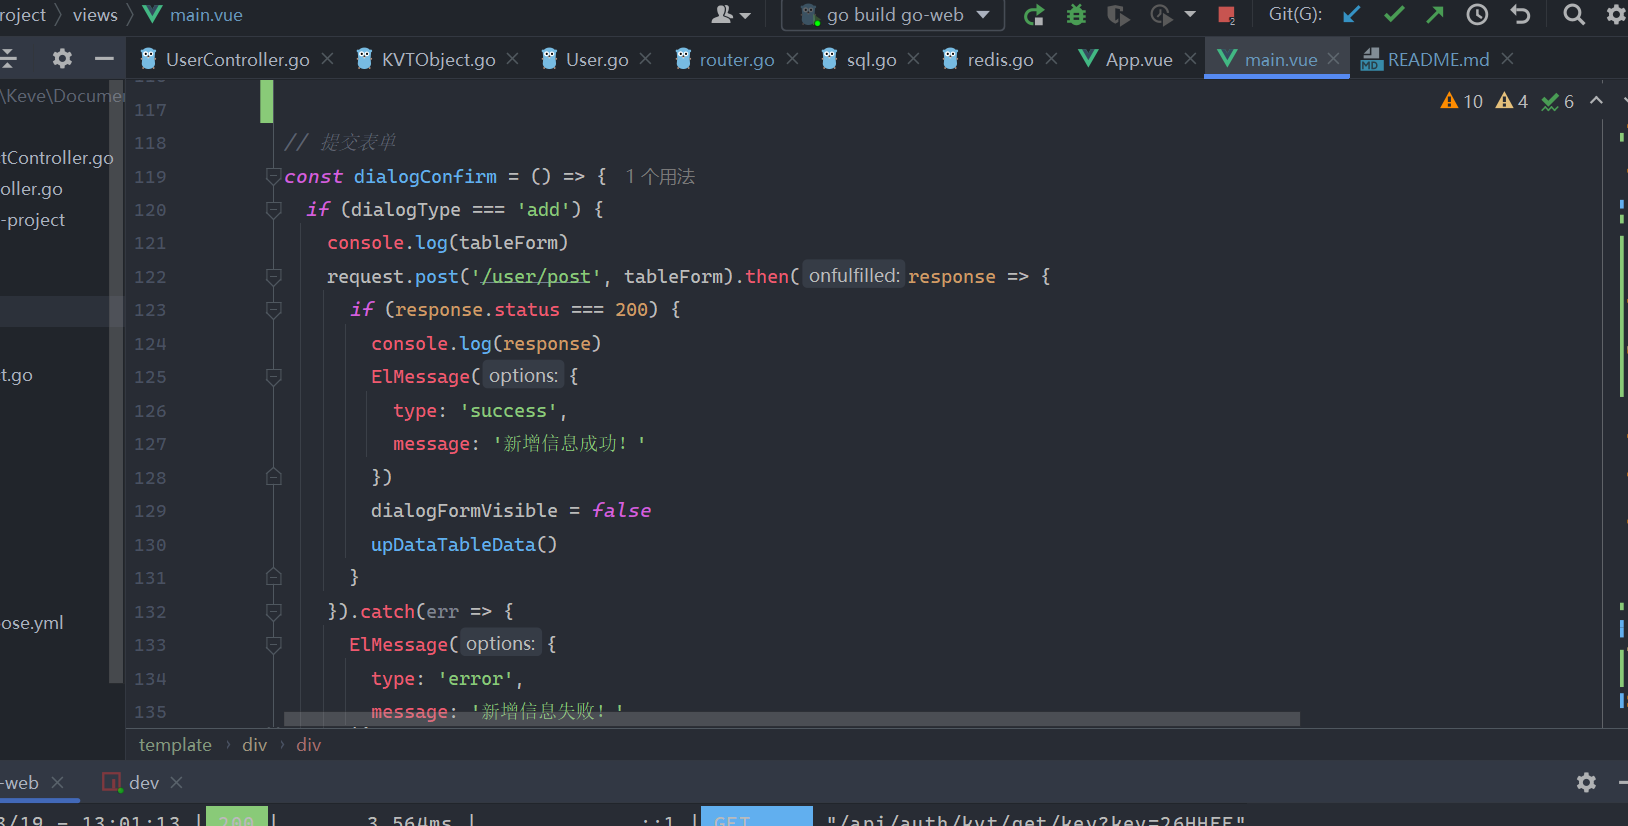 roject 〉 views 〉 main.vue
go build go-web
Git(G):
UserController.go
KVTObject.go
User.go
router.go
sql.go
redis.go
App.vue
main.vue
README.md
\Keve\Documen
tController.go
oller.go
-project
t.go
ose.yml
10 4 6
117
118 // 提交表单
119 const dialogConfirm = () => { 1 个用法
120 if (dialogType === 'add') {
121 console.log(tableForm)
122 request.post('/user/post', tableForm).then( onfulfilled: response => {
123 if (response.status === 200) {
124 console.log(response)
125 ElMessage( options: {
126 type: 'success',
127 message: '新增信息成功！'
128 })
129 dialogFormVisible = false
130 upDataTableData()
131 }
132 }).catch(err => {
133 ElMessage( options: {
134 type: 'error',
135 message: '新增信息失败！'
template › div › div
-web
dev
3/19 - 13:01:13 | 200 | 3.564ms | ::1 | GET "/api/auth/kvt/get/key?key=26HHFF"